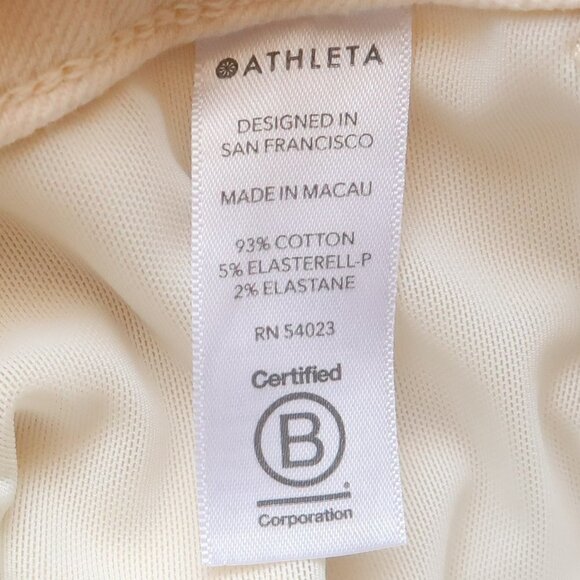 ATHLETA
DESIGNED IN
SAN FRANCISCO
MADE IN MACAU
93% COTTON
5% ELASTERELL-P
2% ELASTANE
RN 54023
Certified
B
Corporation